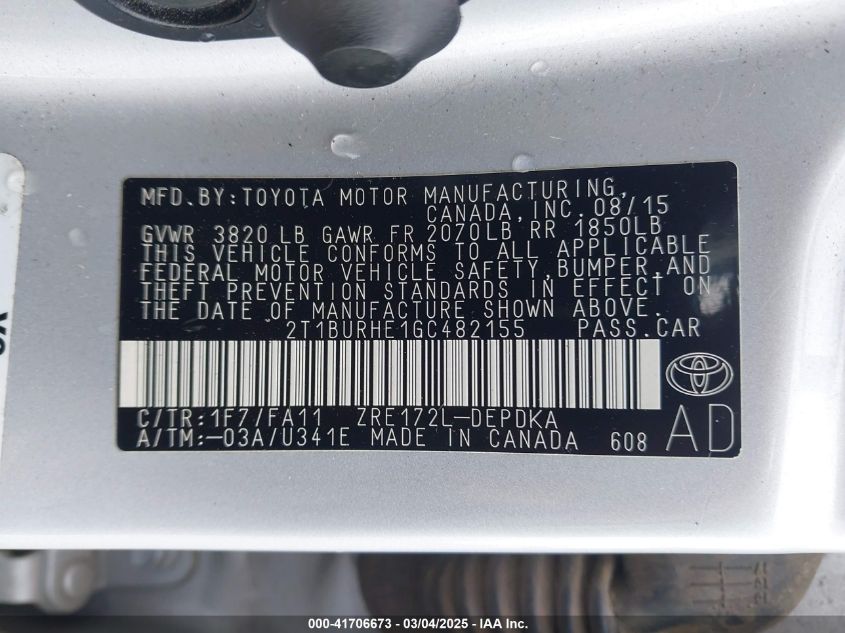 MFD.BY:TOYOTA MOTOR MANUFACTURING,
CANADA,INC. 08/15
GVWR 3820 LB GAWR FR 2070LB RR 1850LB
THIS VEHICLE CONFORMS TO ALL APPLICABLE
FEDERAL MOTOR VEHICLE SAFETY,BUMPER,AND
THEFT PREVENTION STANDARDS IN EFFECT ON
THE DATE OF MANUFACTURE SHOWN ABOVE.
2T1BURHE1GC482155 PASS.CAR
C/TR:1F7/FA11 ZRE172L-DEPDKA
A/TM:-03A/U341E MADE IN CANADA 608
AD
000-41706673 - 03/04/2025 - IAA Inc.